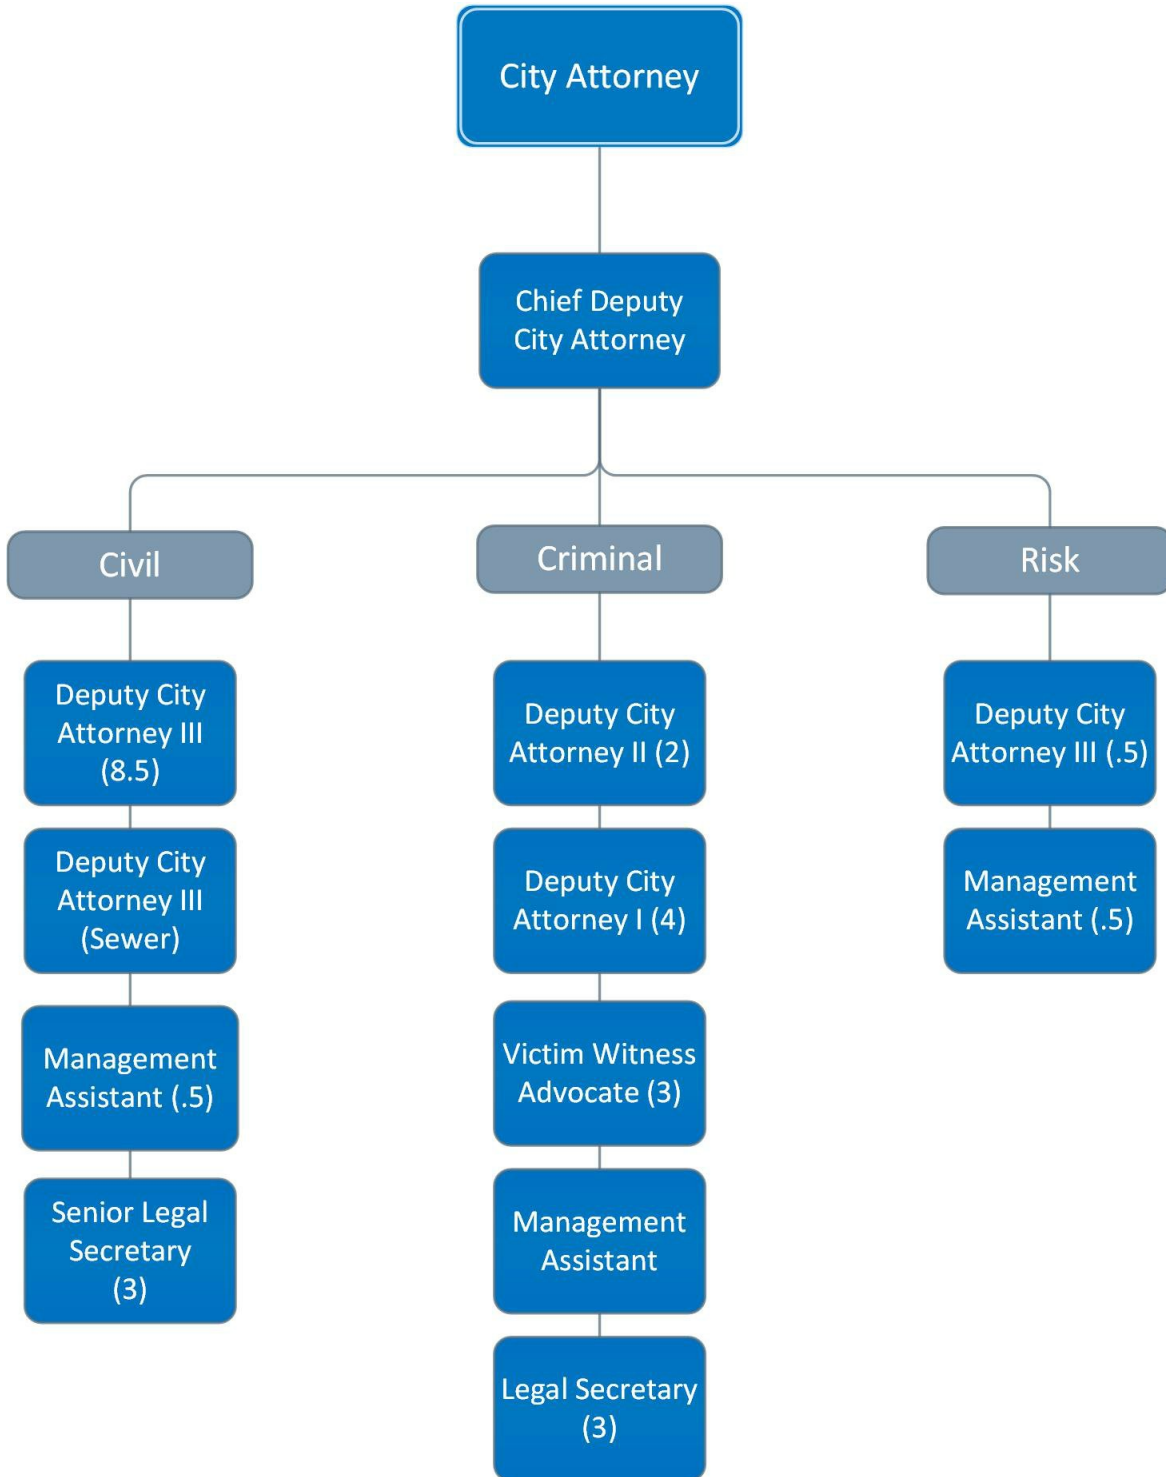 City Attorney
Chief Deputy
City Attorney
Civil
Deputy City
Attorney III
(8.5)
Deputy City
Attorney III
(Sewer)
Management
Assistant (.5)
Senior Legal
Secretary
(3)
Criminal
Deputy City
Attorney II (2)
Deputy City
Attorney I (4)
Victim Witness
Advocate (3)
Management
Assistant
Legal Secretary
(3)
Risk
Deputy City
Attorney III (.5)
Management
Assistant (.5)